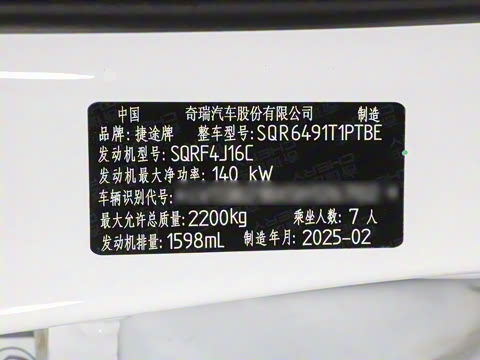 中国 奇瑞汽车股份有限公司 制造
品牌: 捷途牌 整车型号: SQR6491T1PTBE
发动机型号: SQRF4J16C
发动机最大净功率: 140 kW
车辆识别代号:
最大允许总质量: 2200kg 乘坐人数: 7 人
发动机排量: 1598mL 制造年月: 2025-02